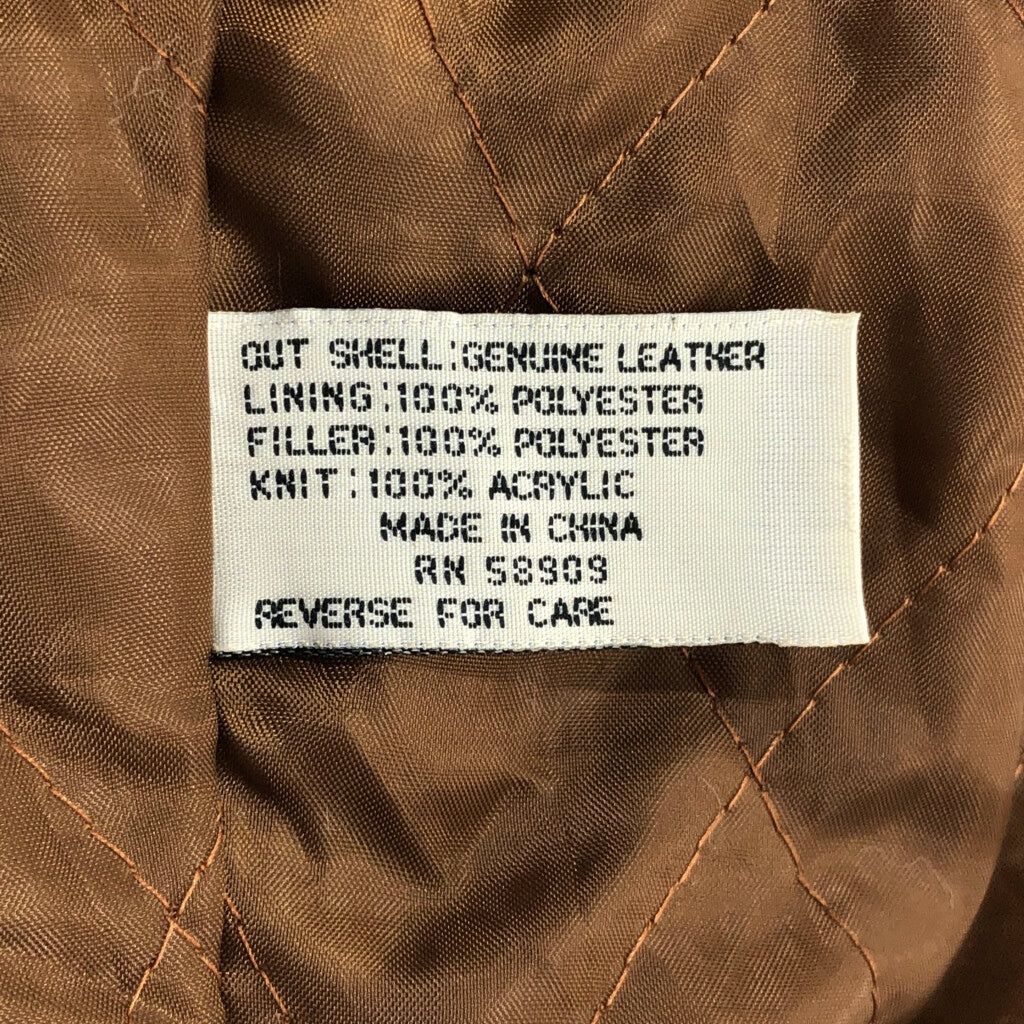 OUT SHELL:GENUINE LEATHER
LINING:100% POLYESTER
FILLER:100% POLYESTER
KNIT:100% ACRYLIC
MADE IN CHINA
RN 58909
REVERSE FOR CARE